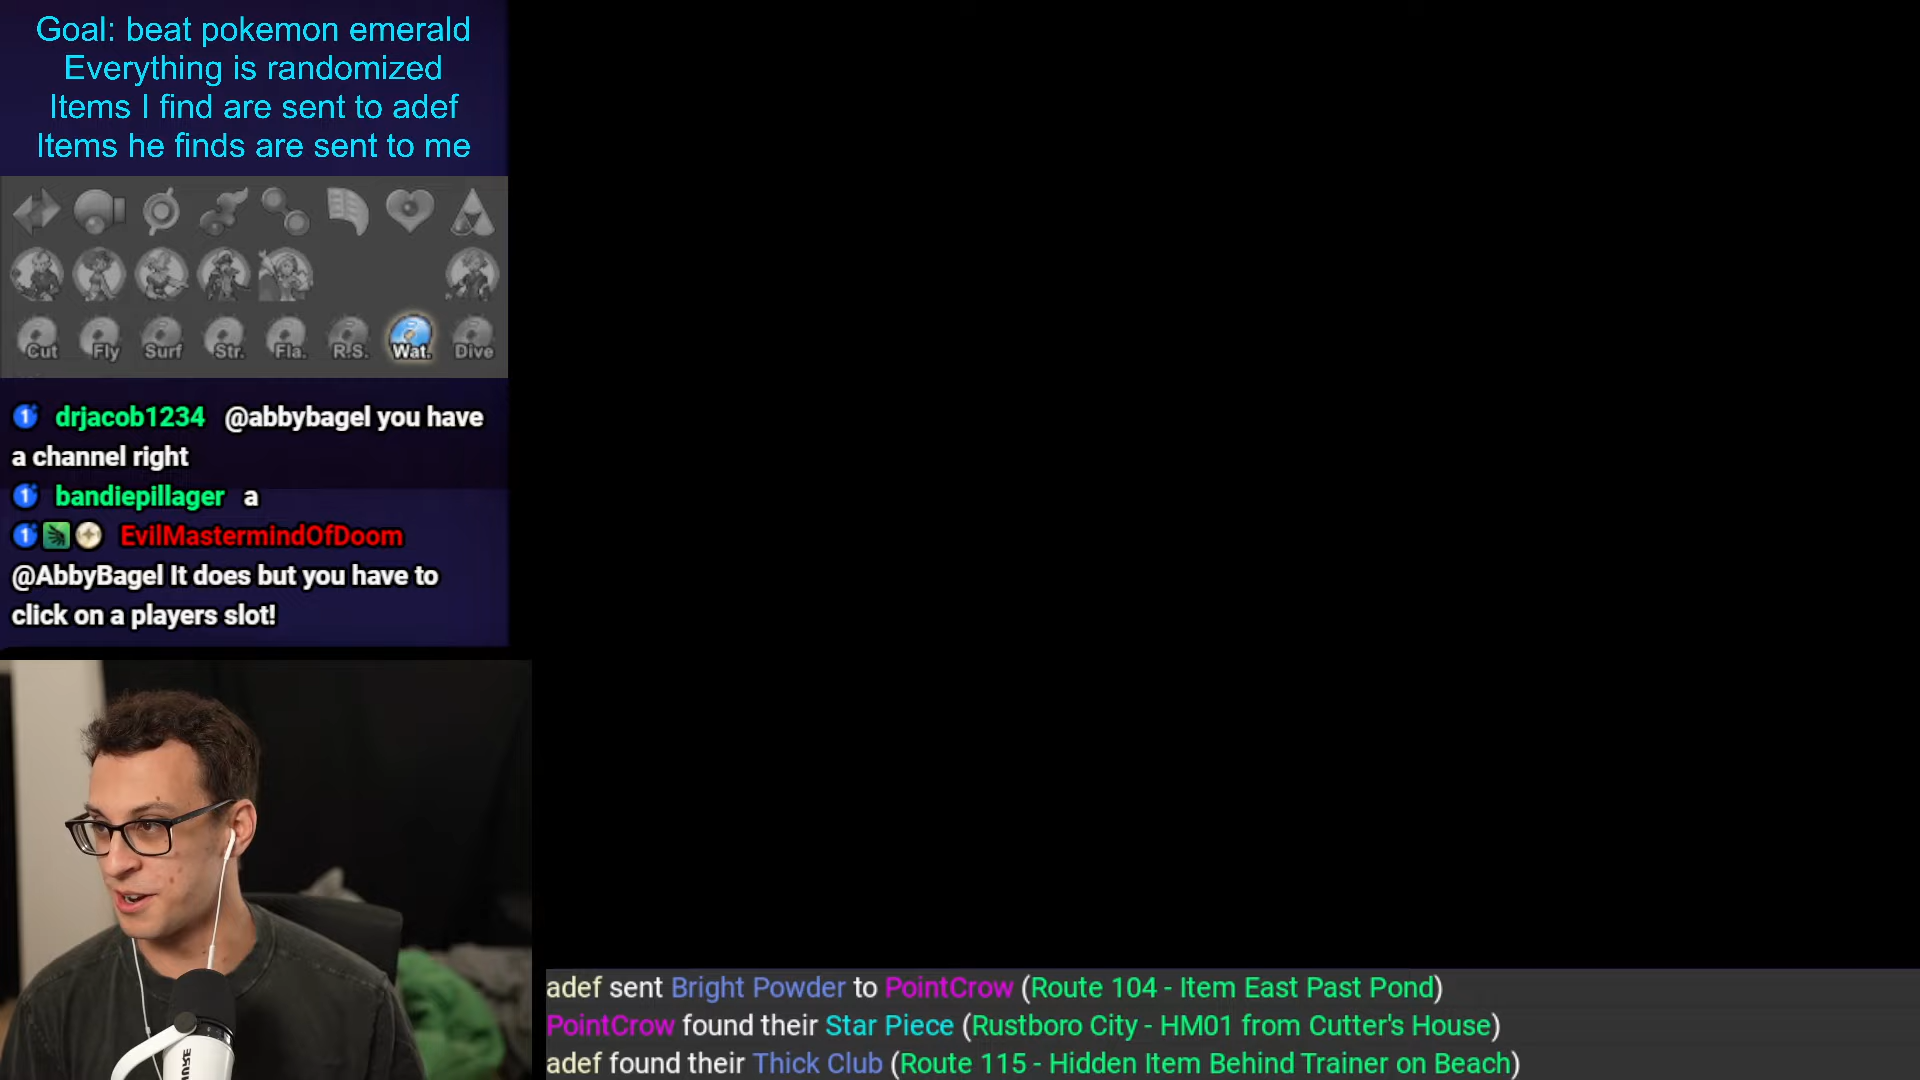 Goal: beat pokemon emerald
Everything is randomized
Items I find are sent to adef
Items he finds are sent to me
Cut Fly Surf Str. Fla. R.S. Wat. Dive
1 drjacob1234 @abbybagel you have
a channel right
1 bandiepillager a
1 EvilMastermindOfDoom
@AbbyBagel It does but you have to
click on a players slot!
adef sent Bright Powder to PointCrow (Route 104 - Item East Past Pond)
PointCrow found their Star Piece (Rustboro City - HM01 from Cutter's House)
adef found their Thick Club (Route 115 - Hidden Item Behind Trainer on Beach)